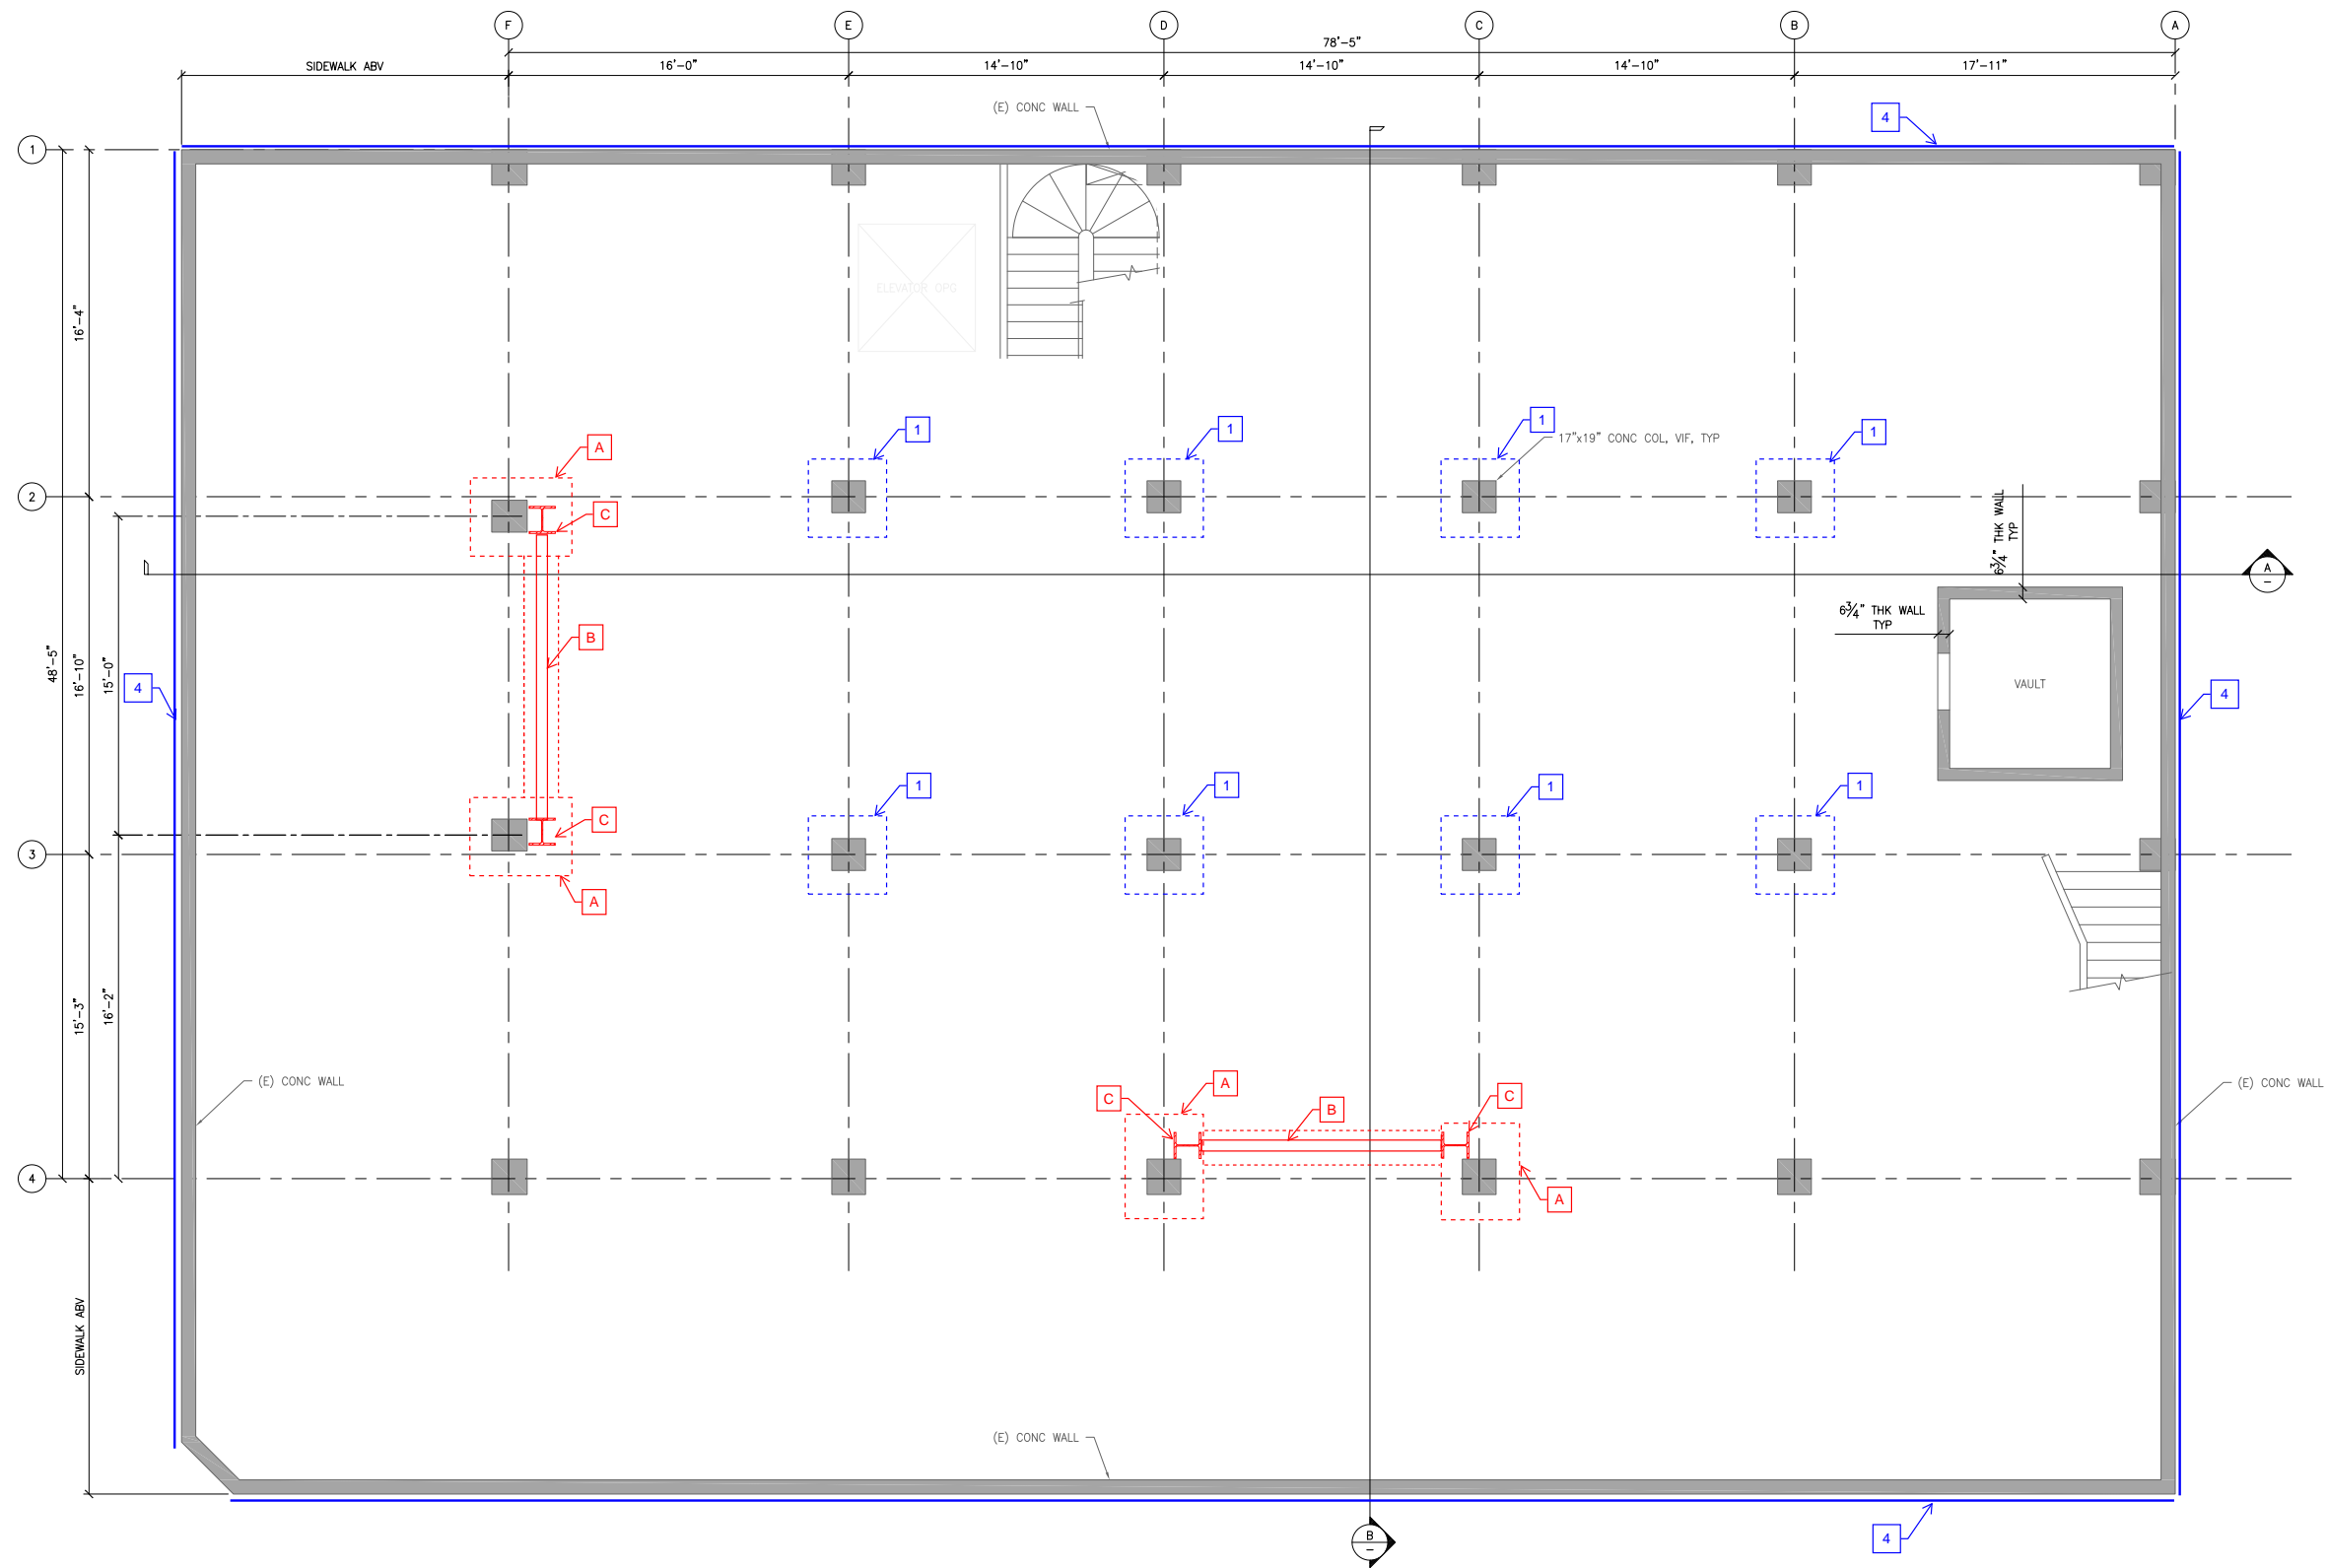 F
E
D
C
B
A
78'-5"
SIDEWALK ABV
16'-0"
14'-10"
14'-10"
14'-10"
17'-11"
(E) CONC WALL
4
1
16'-4"
ELEVATOR OPG
A
1
1
1
1
17"x19" CONC COL, VIF, TYP
2
C
6¾" THK WALL
TYP
A
–
6¾" THK WALL
TYP
B
48'-5"
16'-10"
15'-0"
4
VAULT
4
1
1
1
1
C
3
A
15'-3"
16'-2"
(E) CONC WALL
C
A
B
C
(E) CONC WALL
4
A
SIDEWALK ABV
(E) CONC WALL
B
–
4